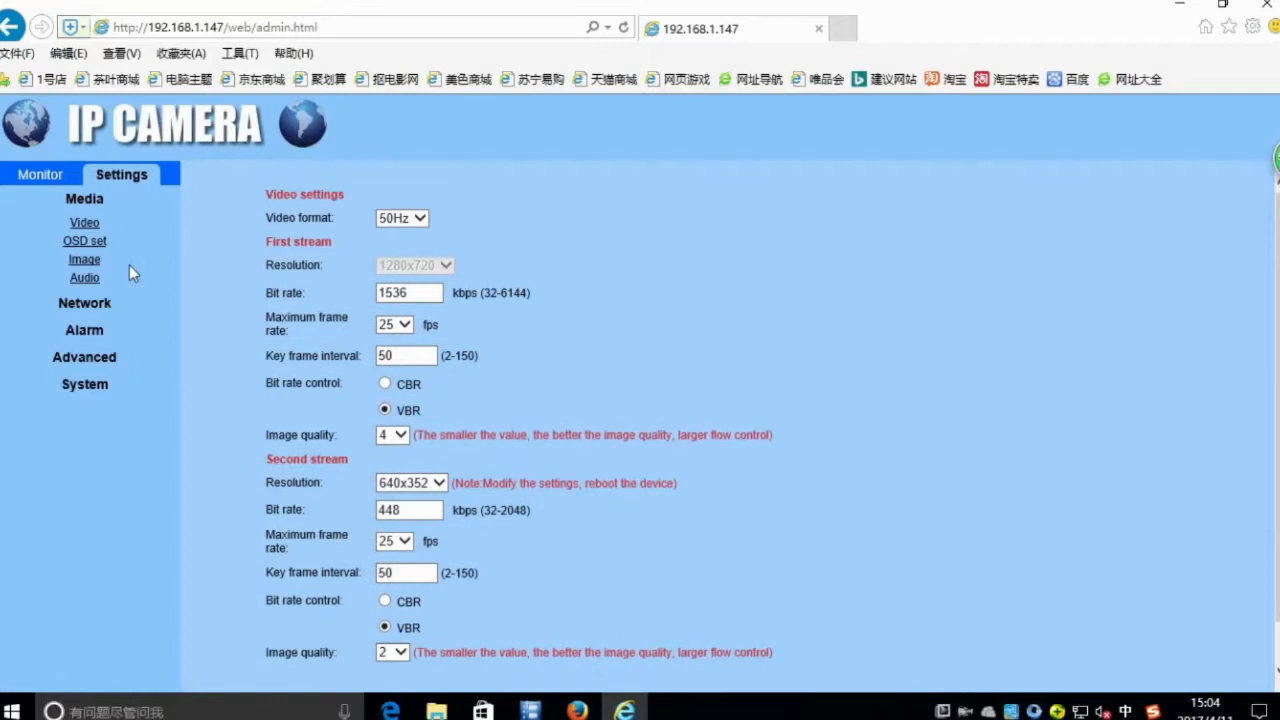 http://192.168.1.147/web/admin.html
192.168.1.147
文件(F) 编辑(E) 查看(V) 收藏夹(A) 工具(T) 帮助(H)
1号店 茶叶商城 电脑主题 京东商城 聚划算 抠电影网 美色商城 苏宁易购 天猫商城 网页游戏 网址导航 唯品会 建议网站 淘宝 淘宝特卖 百度 网址大全
IP CAMERA
Monitor Settings
Media
Video
OSD set
Image
Audio
Network
Alarm
Advanced
System
Video settings
Video format: 50Hz
First stream
Resolution: 1280x720
Bit rate: 1536 kbps (32-6144)
Maximum frame
rate: 25 fps
Key frame interval: 50 (2-150)
Bit rate control: CBR
VBR
Image quality: 4 (The smaller the value, the better the image quality, larger flow control)
Second stream
Resolution: 640x352 (Note:Modify the settings, reboot the device)
Bit rate: 448 kbps (32-2048)
Maximum frame
rate: 25 fps
Key frame interval: 50 (2-150)
Bit rate control: CBR
VBR
Image quality: 2 (The smaller the value, the better the image quality, larger flow control)
有问题尽管问我
中
15:04
2017/4/11